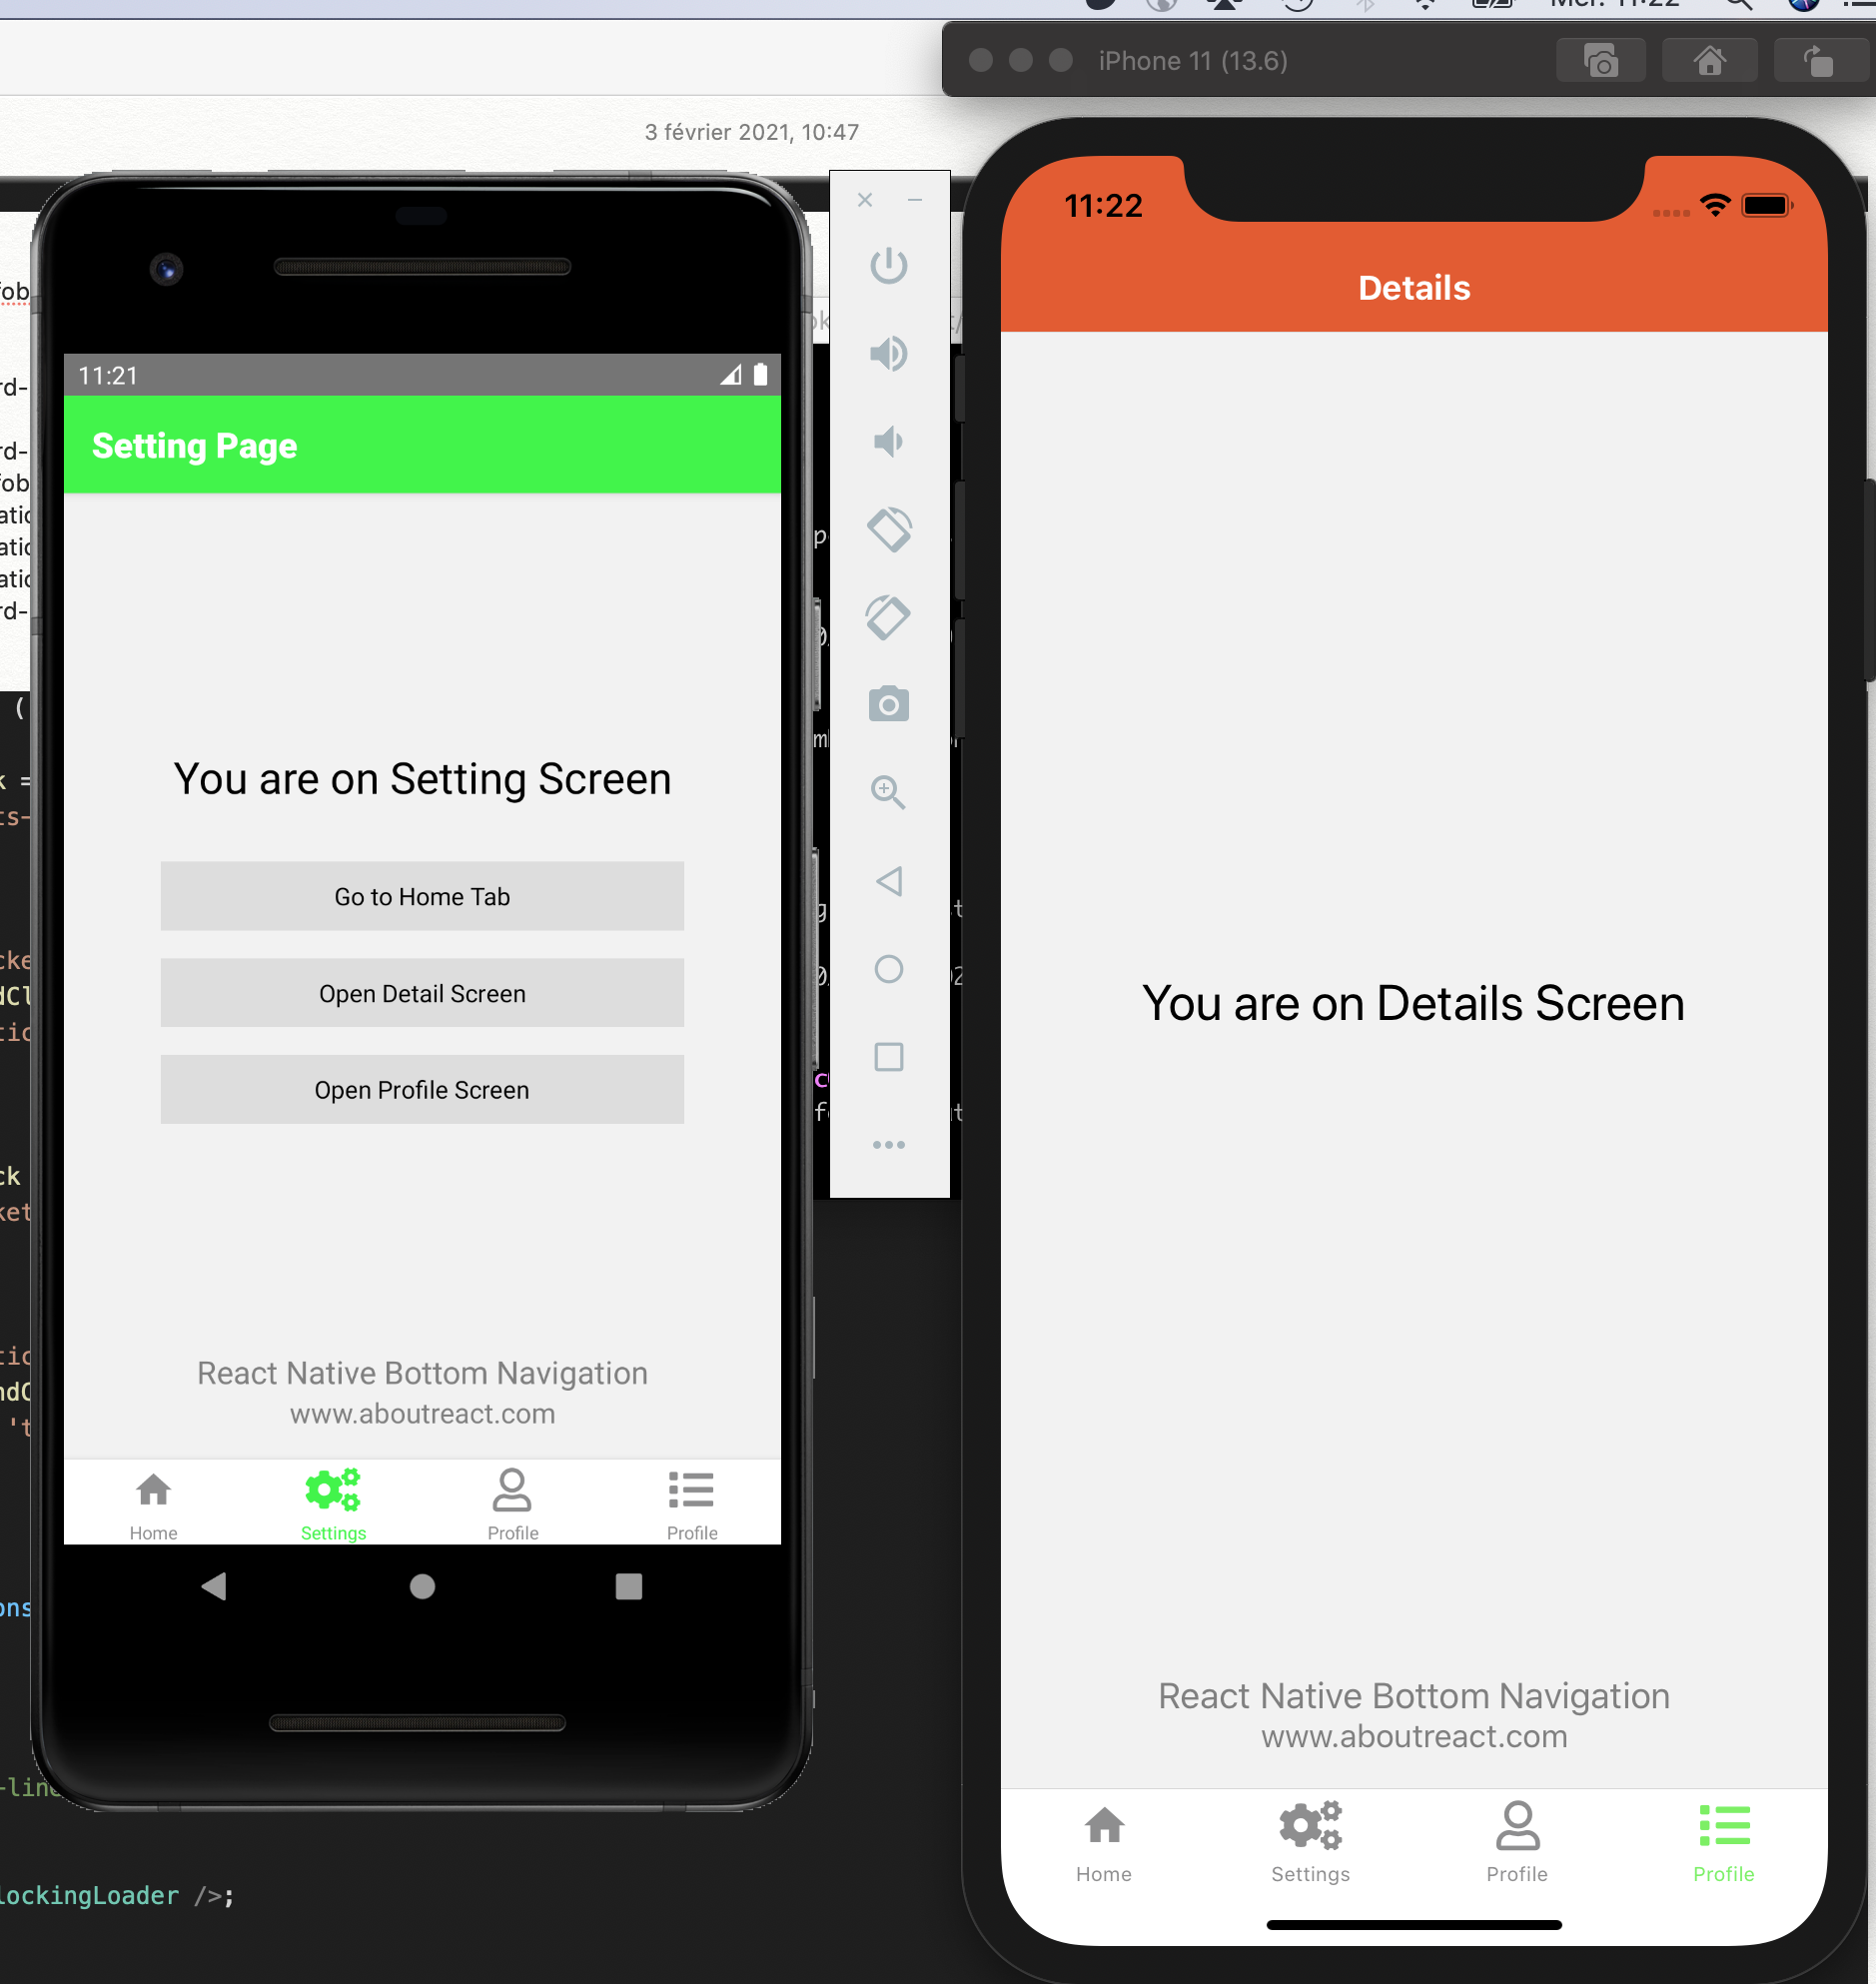 Mer. 11:22
iPhone 11 (13.6)
3 février 2021, 10:47
11:21
Setting Page
You are on Setting Screen
Go to Home Tab
Open Detail Screen
Open Profile Screen
React Native Bottom Navigation
www.aboutreact.com
Home
Settings
Profile
Profile
11:22
Details
You are on Details Screen
React Native Bottom Navigation
www.aboutreact.com
Home
Settings
Profile
Profile
lockingLoader />;